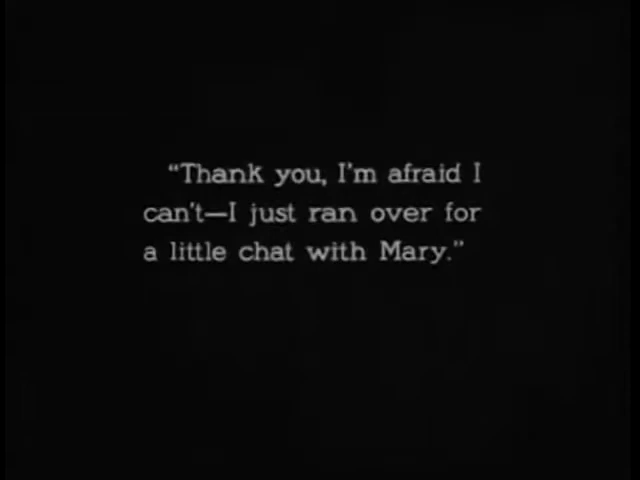 “Thank you, I'm afraid I
can't—I just ran over for
a little chat with Mary.”